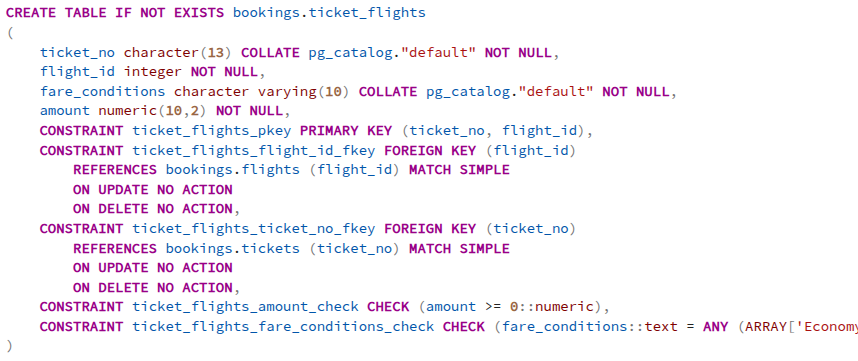 CREATE TABLE IF NOT EXISTS bookings.ticket_flights
(
    ticket_no character(13) COLLATE pg_catalog."default" NOT NULL,
    flight_id integer NOT NULL,
    fare_conditions character varying(10) COLLATE pg_catalog."default" NOT NULL,
    amount numeric(10,2) NOT NULL,
    CONSTRAINT ticket_flights_pkey PRIMARY KEY (ticket_no, flight_id),
    CONSTRAINT ticket_flights_flight_id_fkey FOREIGN KEY (flight_id)
        REFERENCES bookings.flights (flight_id) MATCH SIMPLE
        ON UPDATE NO ACTION
        ON DELETE NO ACTION,
    CONSTRAINT ticket_flights_ticket_no_fkey FOREIGN KEY (ticket_no)
        REFERENCES bookings.tickets (ticket_no) MATCH SIMPLE
        ON UPDATE NO ACTION
        ON DELETE NO ACTION,
    CONSTRAINT ticket_flights_amount_check CHECK (amount >= 0::numeric),
    CONSTRAINT ticket_flights_fare_conditions_check CHECK (fare_conditions::text = ANY (ARRAY['Economy
)